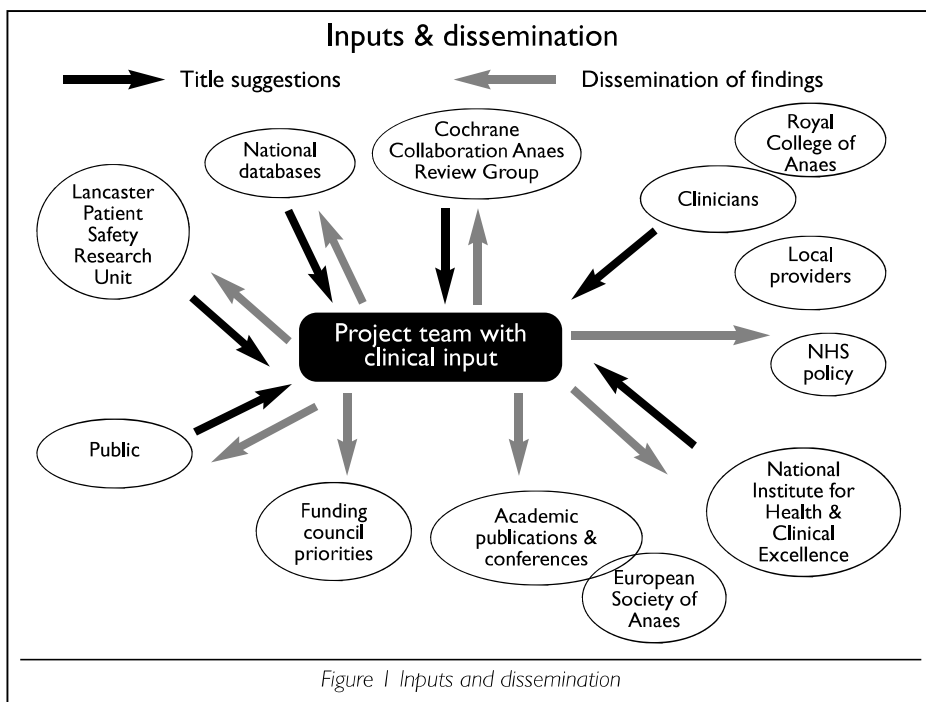 Inputs & dissemination
Title suggestions
Dissemination of findings
National
databases
Cochrane
Collaboration Anaes
Review Group
Royal
College of
Anaes
Clinicians
Lancaster
Patient
Safety
Research
Unit
Local
providers
Project team with
clinical input
NHS
policy
Public
Funding
council
priorities
Academic
publications &
conferences
National
Institute for
Health &
Clinical
Excellence
European
Society of
Anaes
Figure 1 Inputs and dissemination